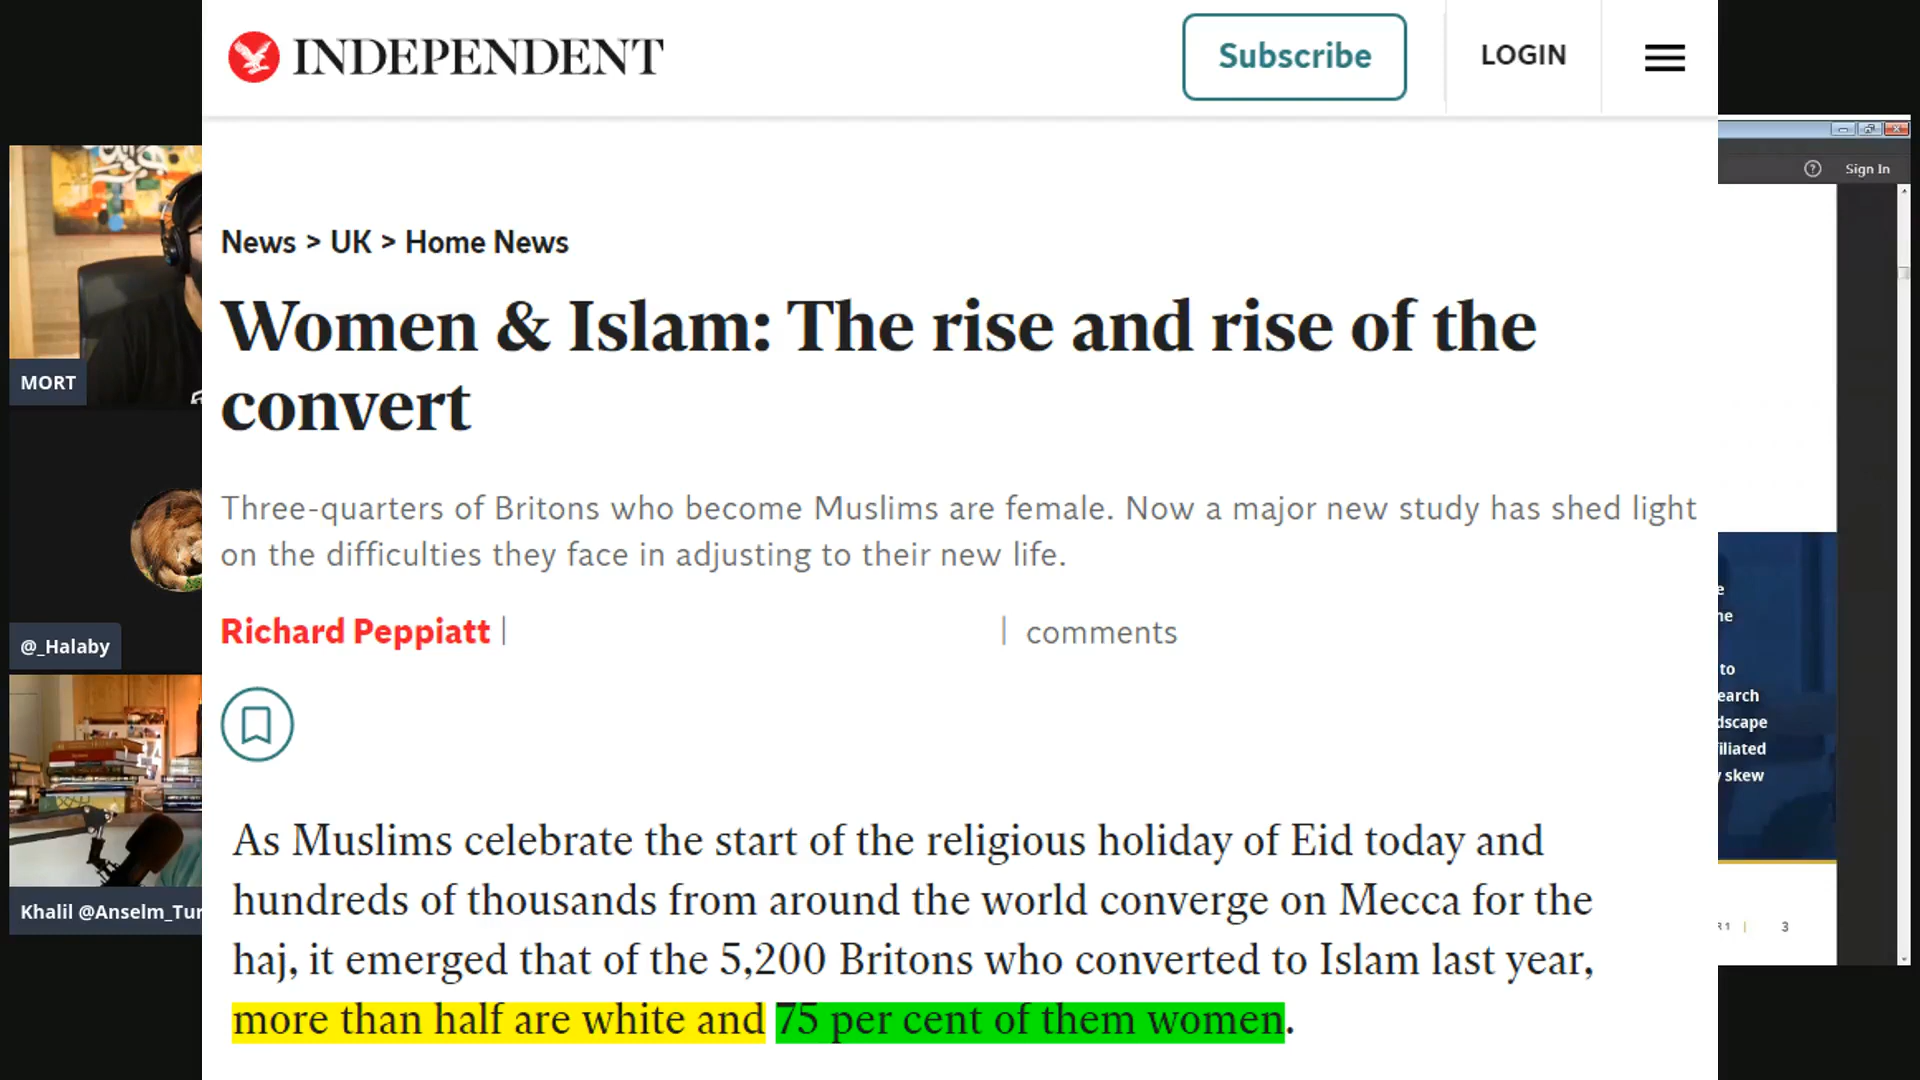 INDEPENDENT
Subscribe
LOGIN
Sign In
News > UK > Home News
Women & Islam: The rise and rise of the
convert
Three-quarters of Britons who become Muslims are female. Now a major new study has shed light
on the difficulties they face in adjusting to their new life.
Richard Peppiatt |
| comments
As Muslims celebrate the start of the religious holiday of Eid today and
hundreds of thousands from around the world converge on Mecca for the
haj, it emerged that of the 5,200 Britons who converted to Islam last year,
more than half are white and 75 per cent of them women.
MORT
@_Halaby
Khalil @Anselm_Tur
to
skew
3